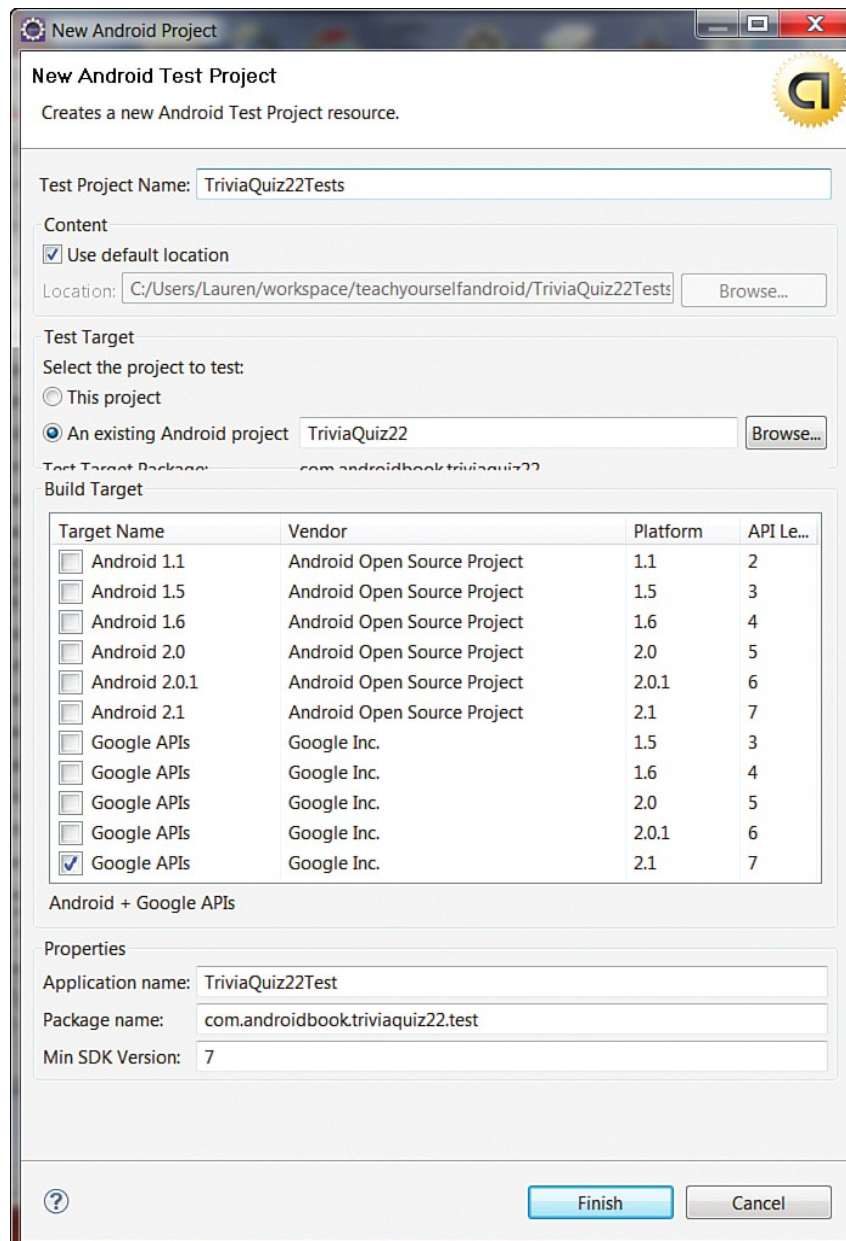 New Android Project
New Android Test Project
Creates a new Android Test Project resource.
Test Project Name: TriviaQuiz22Tests
Content
Use default location
Location: C:/Users/Lauren/workspace/teachyourselfandroid/TriviaQuiz22Tests Browse...
Test Target
Select the project to test:
This project
An existing Android project TriviaQuiz22 Browse...
Test Target Package: com.androidbook.triviaquiz22
Build Target
Target Name Vendor Platform API Le...
Android 1.1 Android Open Source Project 1.1 2
Android 1.5 Android Open Source Project 1.5 3
Android 1.6 Android Open Source Project 1.6 4
Android 2.0 Android Open Source Project 2.0 5
Android 2.0.1 Android Open Source Project 2.0.1 6
Android 2.1 Android Open Source Project 2.1 7
Google APIs Google Inc. 1.5 3
Google APIs Google Inc. 1.6 4
Google APIs Google Inc. 2.0 5
Google APIs Google Inc. 2.0.1 6
Google APIs Google Inc. 2.1 7
Android + Google APIs
Properties
Application name: TriviaQuiz22Test
Package name: com.androidbook.triviaquiz22.test
Min SDK Version: 7
? Finish Cancel